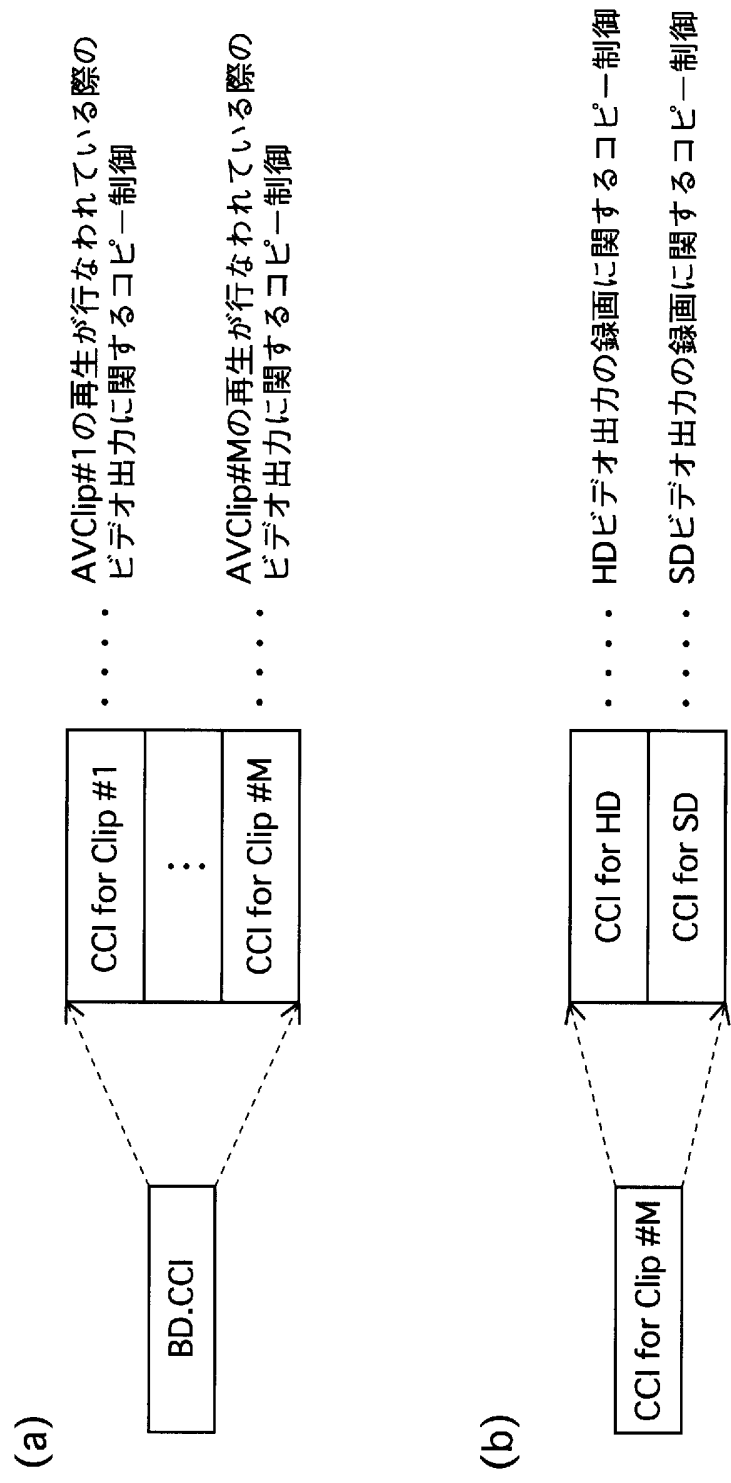 (a)
BD.CCI
CCI for Clip #1
⋮
CCI for Clip #M
・・・・ AVClip#1の再生が行なわれている際の
ビデオ出力に関するコピー制御
・・・・ AVClip#Mの再生が行なわれている際の
ビデオ出力に関するコピー制御
(b)
CCI for Clip #M
CCI for HD
CCI for SD
・・・・ HDビデオ出力の録画に関するコピー制御
・・・・ SDビデオ出力の録画に関するコピー制御